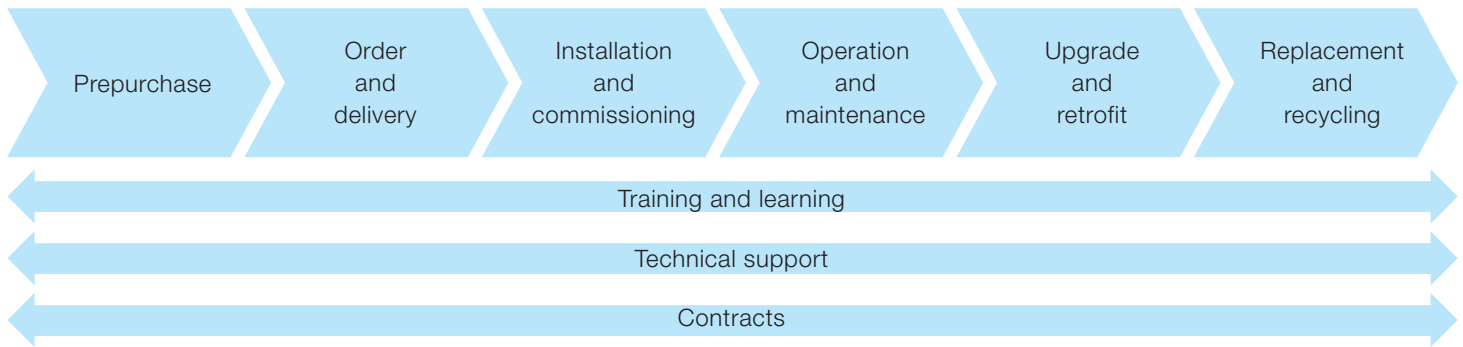 Prepurchase
Order
and
delivery
Installation
and
commissioning
Operation
and
maintenance
Upgrade
and
retrofit
Replacement
and
recycling
Training and learning
Technical support
Contracts